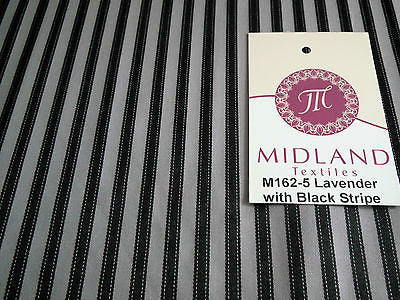 M
MIDLAND
Textiles
M162-5 Lavender
with Black Stripe